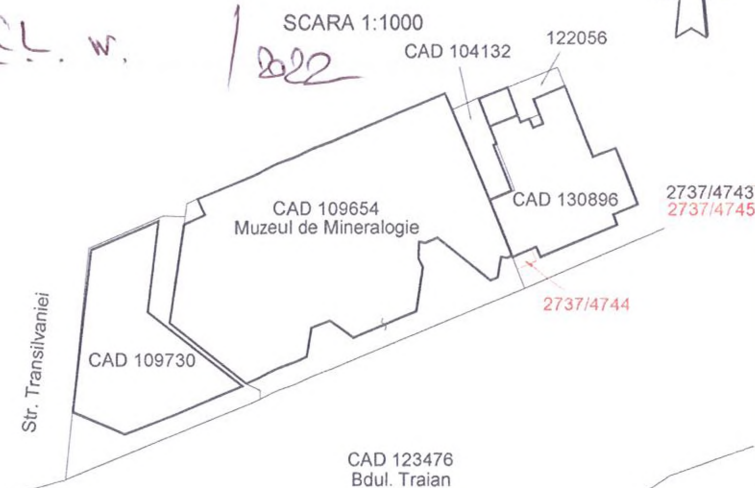 SCARA 1:1000
2022
CAD 104132
122056
CAD 109654
Muzeul de Mineralogie
CAD 130896
2737/4743
2737/4745
2737/4744
CAD 109730
Str. Transilvaniei
CAD 123476
Bdul. Traian